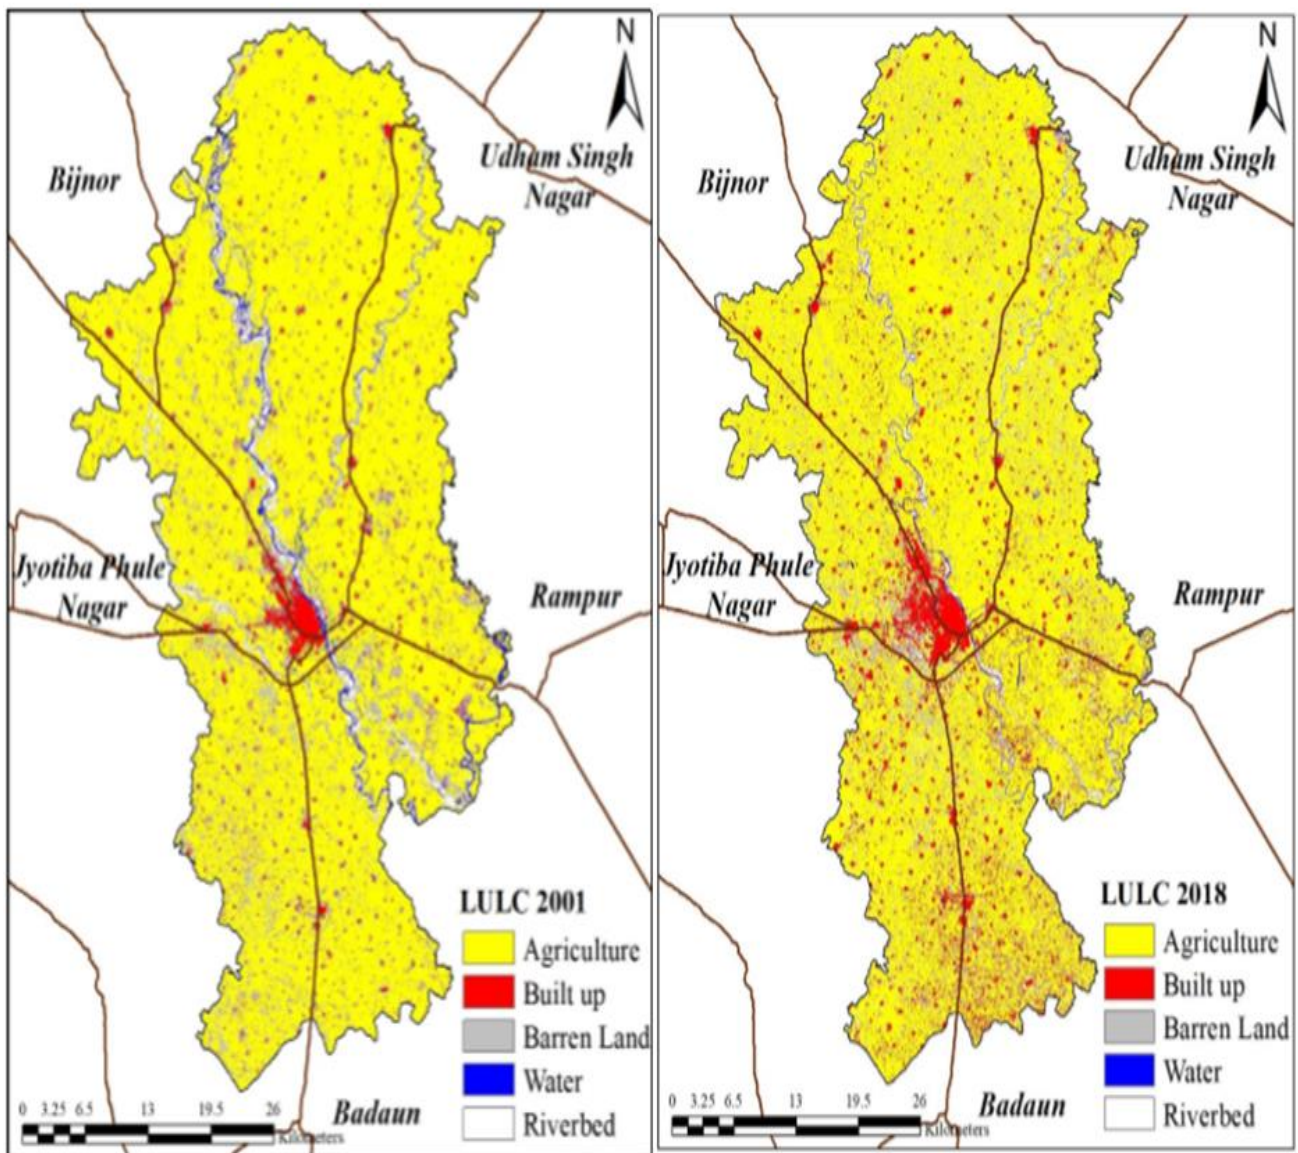 N
Udham Singh
Nagar
Bijnor
Jyotiba Phule
Nagar
Rampur
LULC 2001
Agriculture
Built up
Barren Land
Water
Riverbed
0 3.25 6.5 13 19.5 26
Kilometers
Badaun
N
Udham Singh
Nagar
Bijnor
Jyotiba Phule
Nagar
Rampur
LULC 2018
Agriculture
Built up
Barren Land
Water
Riverbed
0 3.25 6.5 13 19.5 26
Kilometers
Badaun